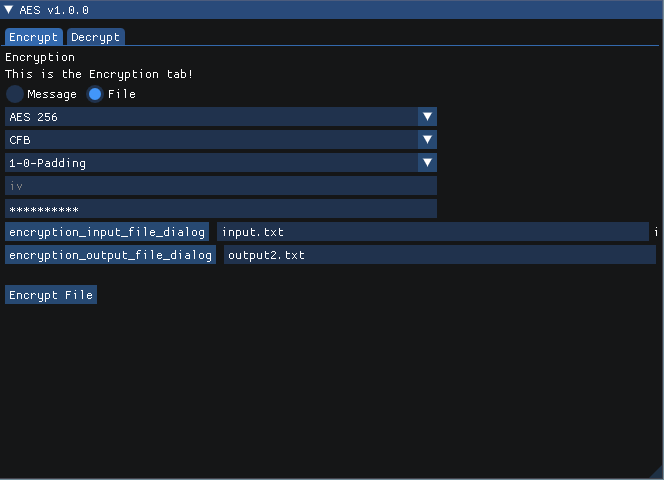 AES v1.0.0
Encrypt Decrypt
Encryption
This is the Encryption tab!
Message File
AES 256
CFB
1-0-Padding
iv
**********
encryption_input_file_dialog input.txt i
encryption_output_file_dialog output2.txt
Encrypt File